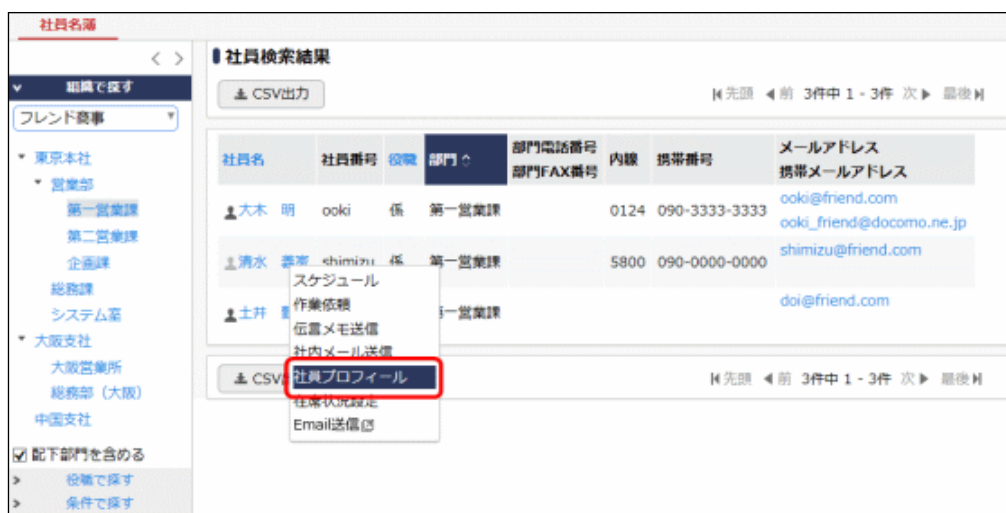 社員名簿
< >
組織で探す
フレンド商事
東京本社
営業部
第一営業課
第二営業課
企画課
総務課
システム室
大阪支社
大阪営業所
総務部（大阪）
中国支社
配下部門を含める
役職で探す
条件で探す
社員検索結果
CSV出力
先頭 前 3件中 1 - 3件 次 最後
社員名 社員番号 役職 部門 部門電話番号 内線 携帯番号 メールアドレス
部門FAX番号 携帯メールアドレス
大木 明 ooki 係 第一営業課 0124 090-3333-3333 ooki@friend.com
ooki_friend@docomo.ne.jp
清水 shimizu 係 第一営業課 5800 090-0000-0000 shimizu@friend.com
土井 一営業課 doi@friend.com
スケジュール
作業依頼
伝言メモ送信
社内メール送信
社員プロフィール
在席状況設定
Email送信
CSV
先頭 前 3件中 1 - 3件 次 最後